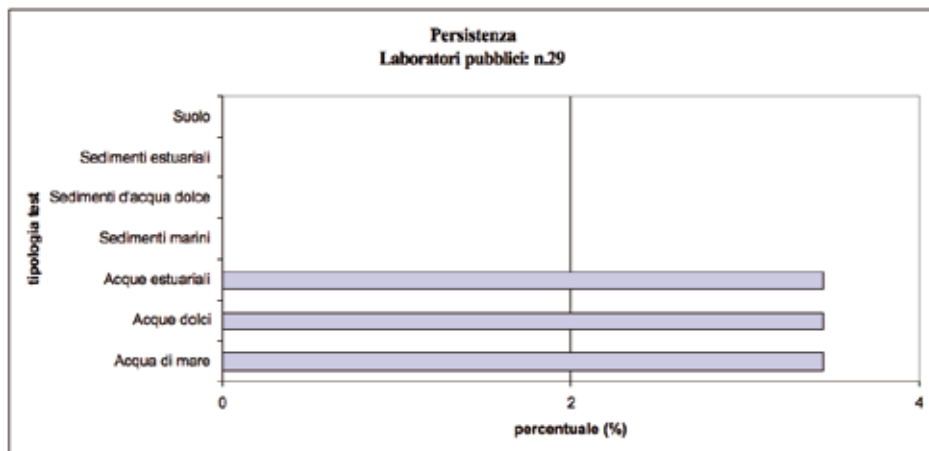 Persistenza
Laboratori pubblici: n.29
tipologia test
Suolo
Sedimenti estuariali
Sedimenti d'acqua dolce
Sedimenti marini
Acque estuariali
Acque dolci
Acqua di mare
0 2 4
percentuale (%)